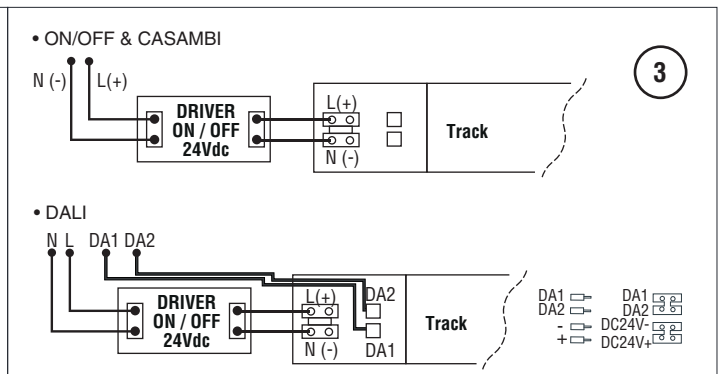 • ON/OFF & CASAMBI
3
N (-) L(+)
DRIVER
ON / OFF
24Vdc
L(+)
N (-)
Track
• DALI
N L DA1 DA2
DRIVER
ON / OFF
24Vdc
L(+)
N (-)
DA2
DA1
Track
DA1 DA1
DA2 DA2
- DC24V-
+ DC24V+